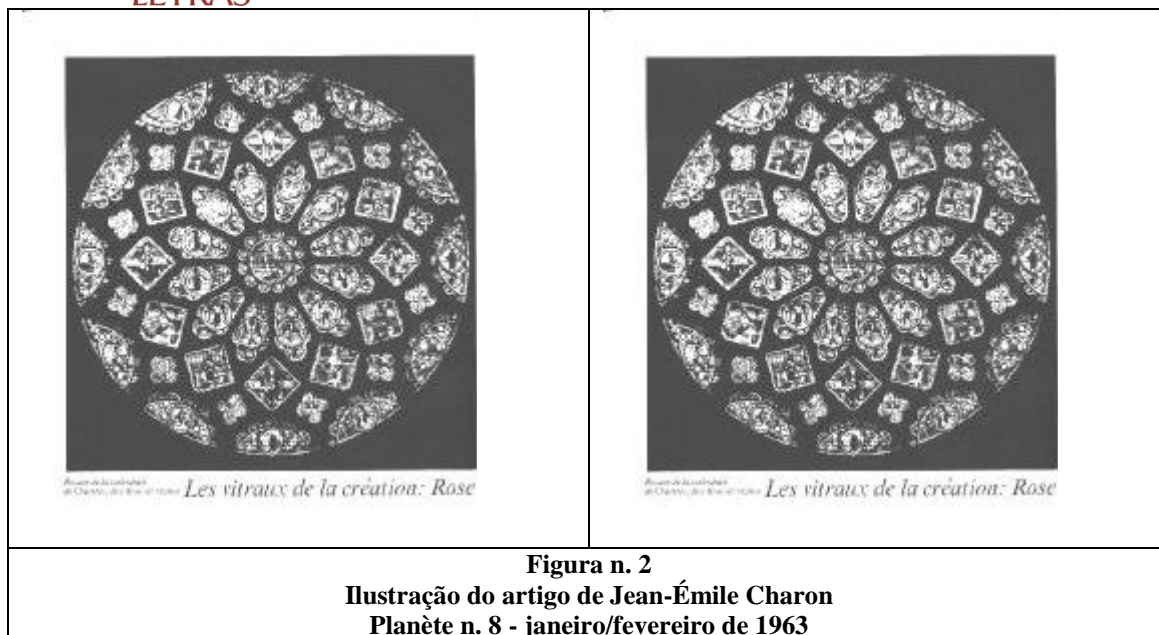 LETRAS
Les vitraux de la création: Rose
Les vitraux de la création: Rose
Figura n. 2
Ilustração do artigo de Jean-Émile Charon
Planète n. 8 - janeiro/fevereiro de 1963